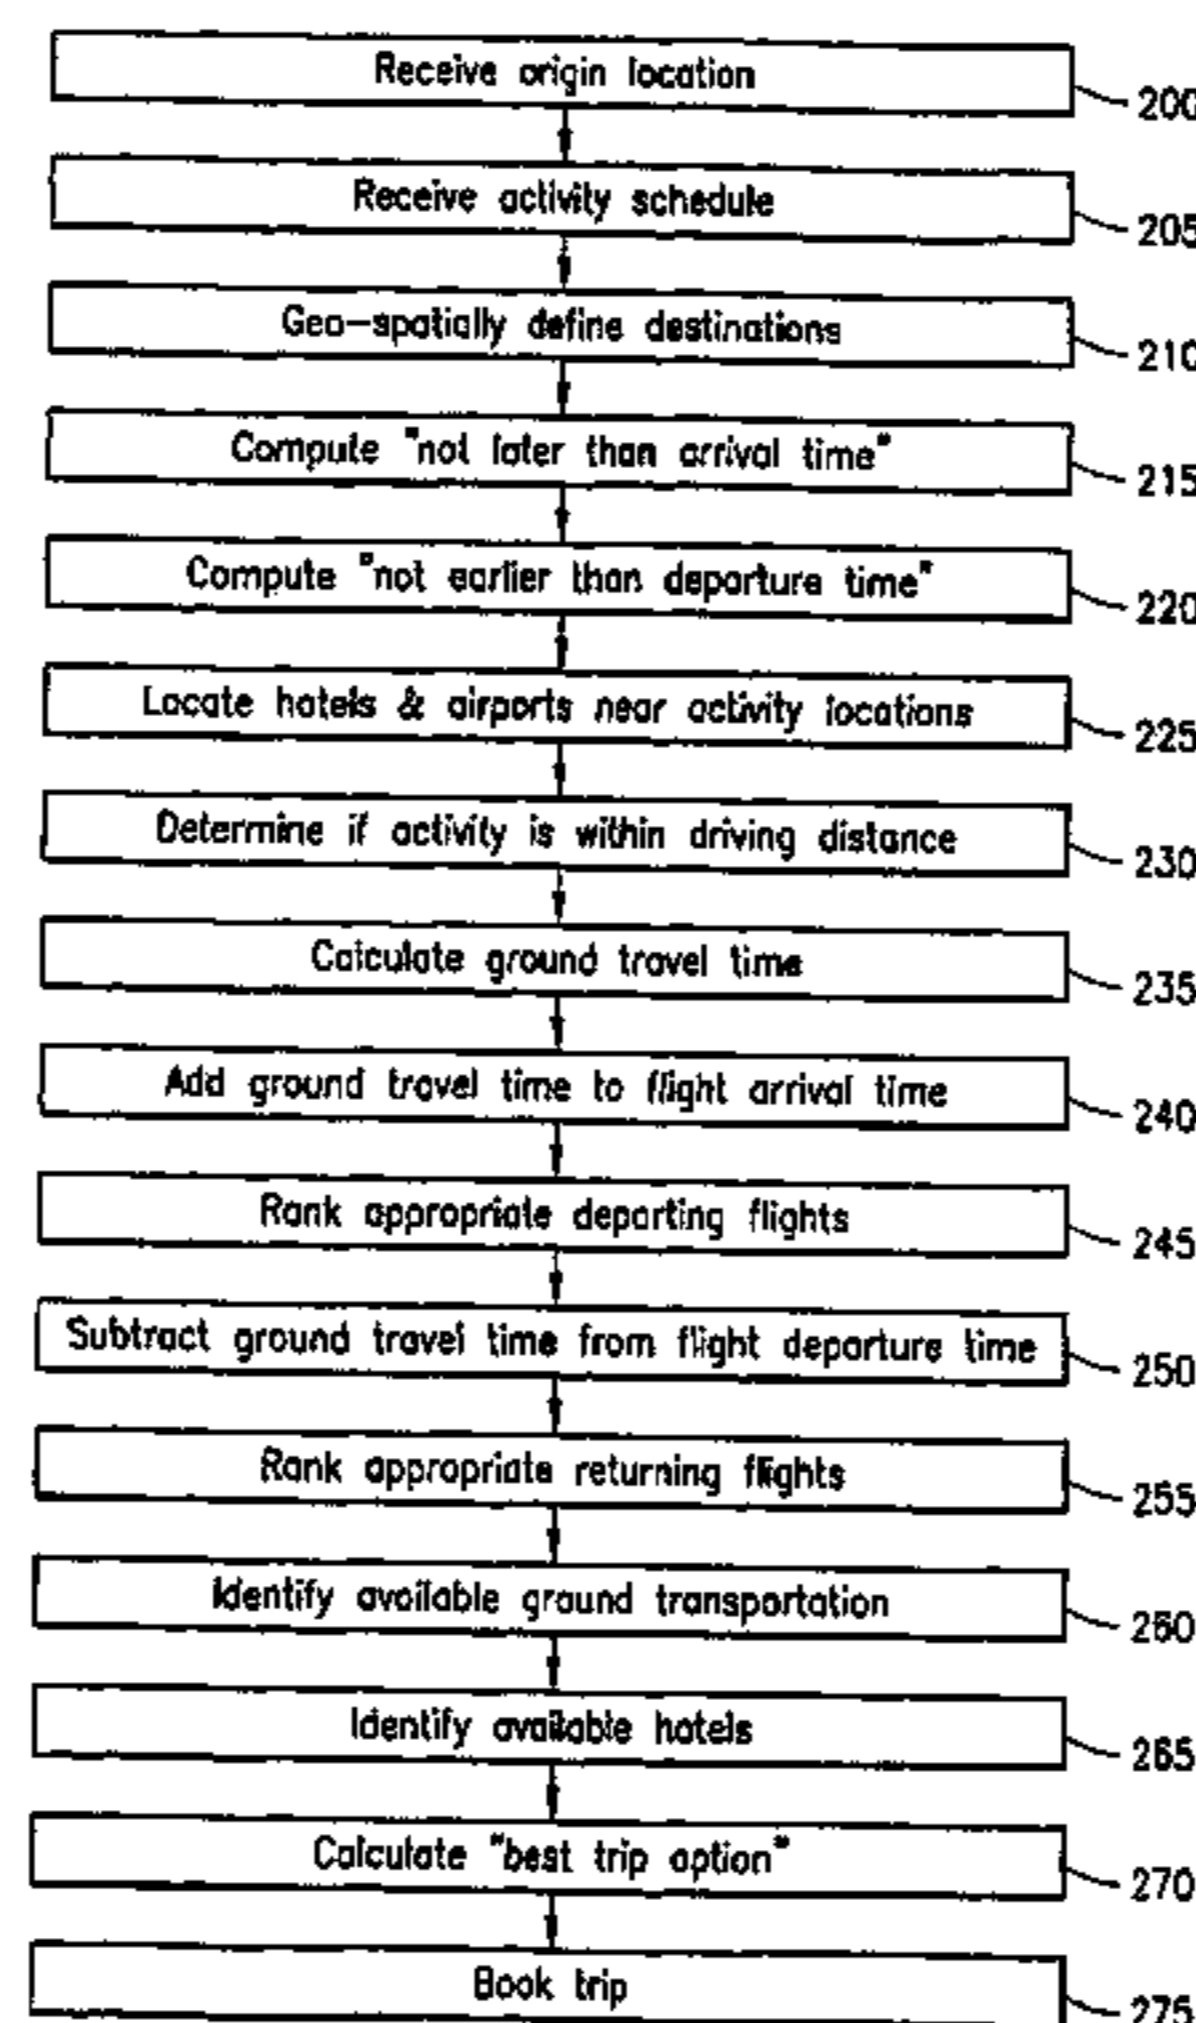 Receive origin location
200
Receive activity schedule
205
Geo-spatially define destinations
210
Compute "not later than arrival time"
215
Compute "not earlier than departure time"
220
Locate hotels & airports near activity locations
225
Determine if activity is within driving distance
230
Calculate ground travel time
235
Add ground travel time to flight arrival time
240
Rank appropriate departing flights
245
Subtract ground travel time from flight departure time
250
Rank appropriate returning flights
255
Identify available ground transportation
260
Identify available hotels
265
Calculate "best trip option"
270
Book trip
275